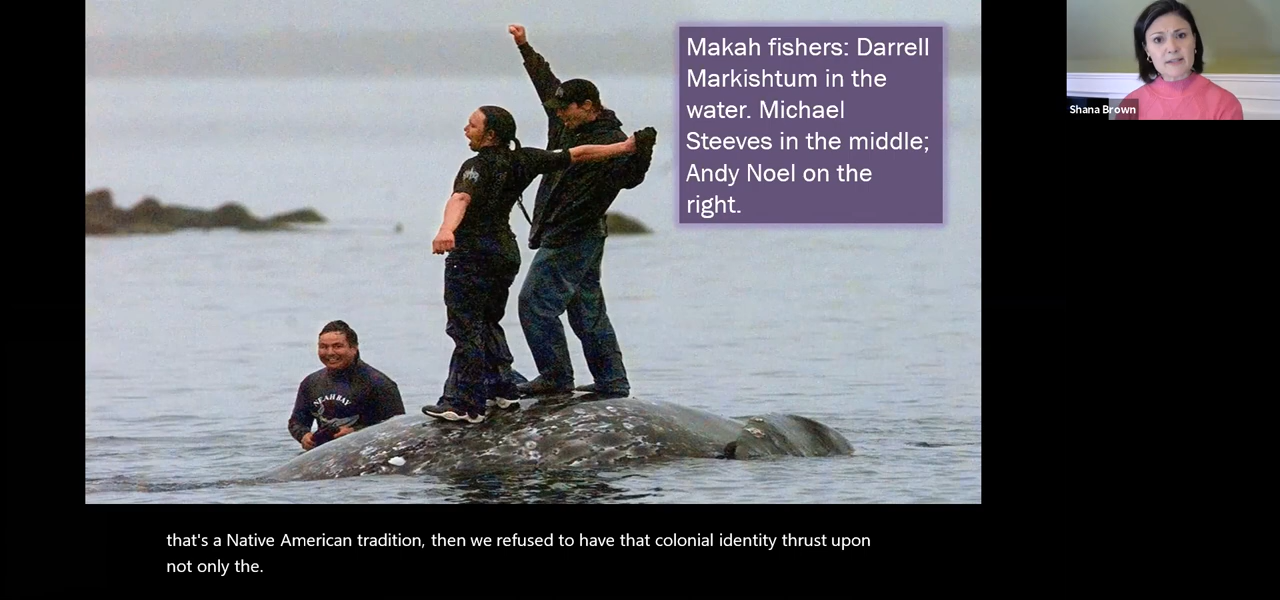 Makah fishers: Darrell
Markishtum in the
water. Michael
Steeves in the middle;
Andy Noel on the
right.
Shana Brown
NEAH BAY
that's a Native American tradition, then we refused to have that colonial identity thrust upon
not only the.